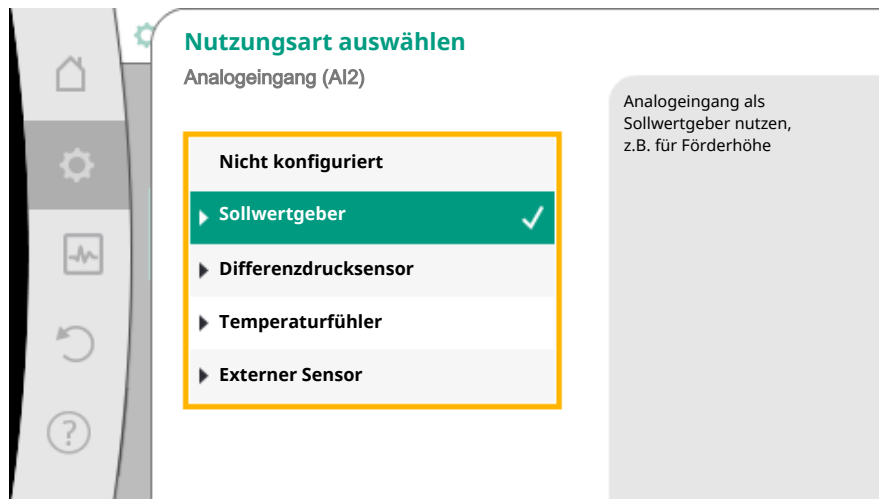 Nutzungsart auswählen
Analogeingang (AI2)
Nicht konfiguriert
Sollwertgeber
Differenzdrucksensor
Temperaturfühler
Externer Sensor
Analogeingang als
Sollwertgeber nutzen,
z.B. für Förderhöhe
?